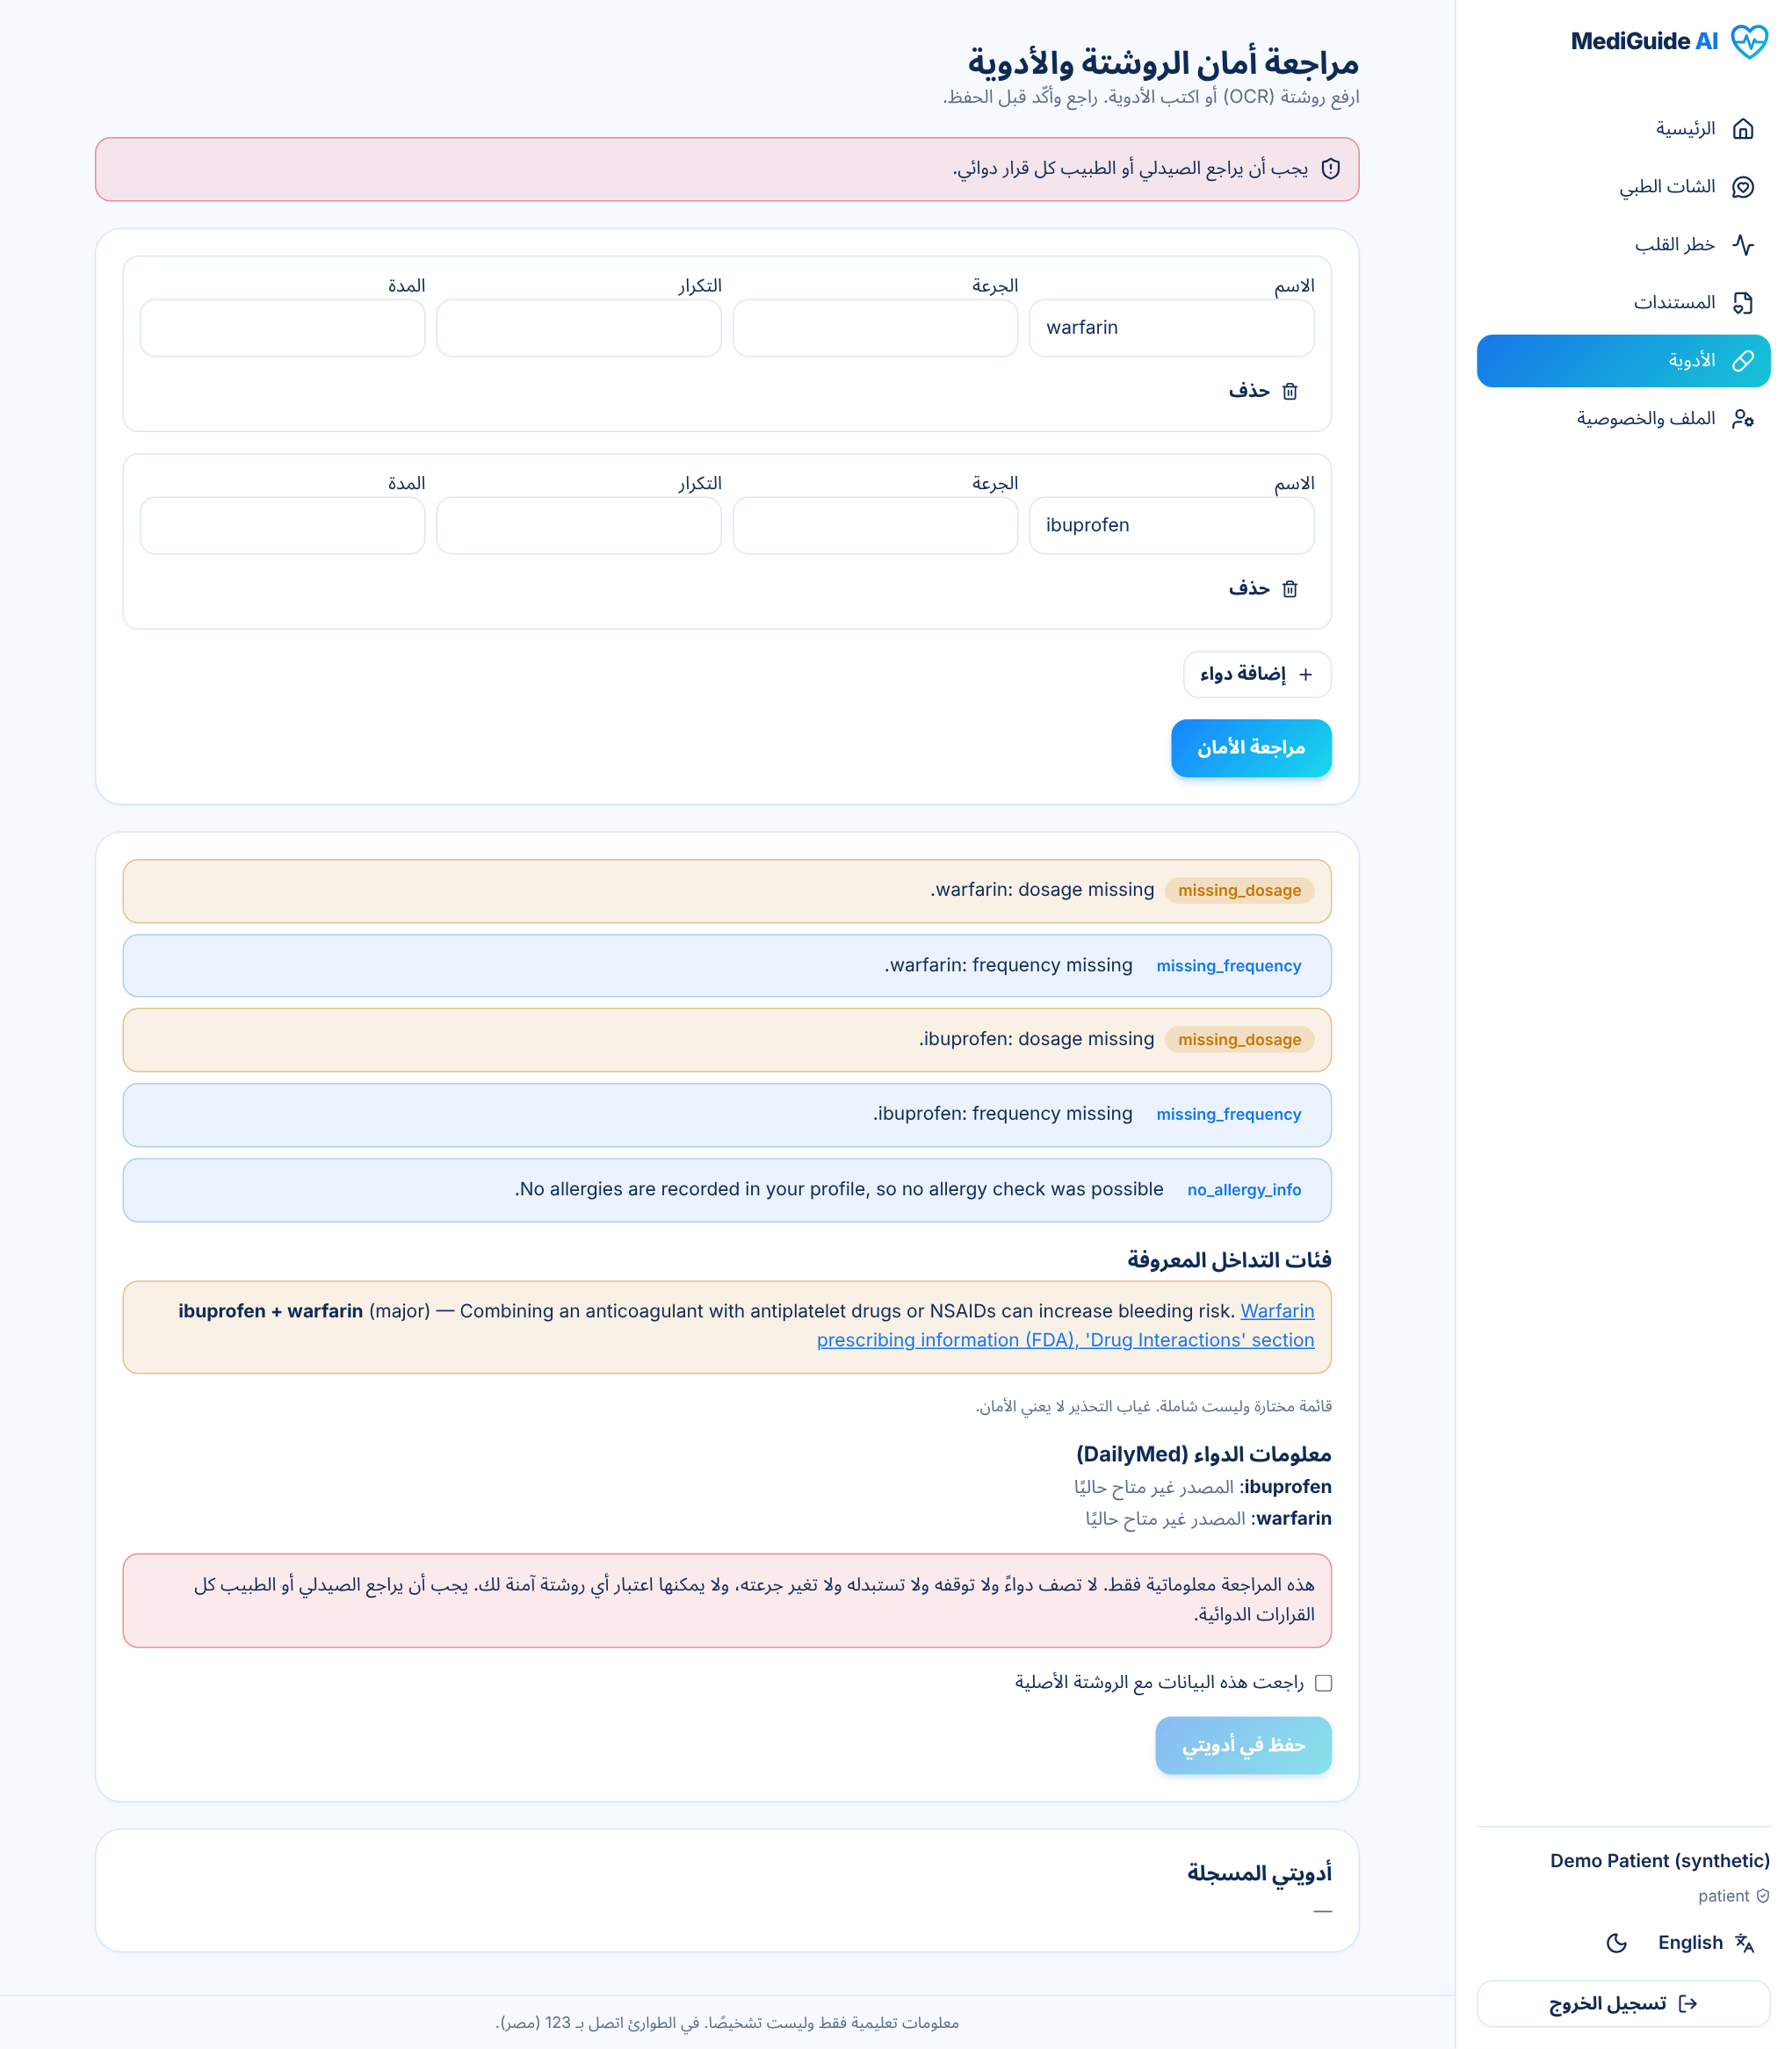 MediGuide AI
الرئيسية
الشات الطبي
خطر القلب
المستندات
الأدوية
الملف والخصوصية
Demo Patient (synthetic)
patient
English
تسجيل الخروج
مراجعة أمان الروشتة والأدوية
ارفع روشتة (OCR) أو اكتب الأدوية. راجع وأكّد قبل الحفظ.
يجب أن يراجع الصيدلي أو الطبيب كل قرار دوائي.
الاسم الجرعة التكرار المدة
warfarin
حذف
الاسم الجرعة التكرار المدة
ibuprofen
حذف
إضافة دواء
مراجعة الأمان
missing_dosage warfarin: dosage missing.
missing_frequency warfarin: frequency missing.
missing_dosage ibuprofen: dosage missing.
missing_frequency ibuprofen: frequency missing.
no_allergy_info No allergies are recorded in your profile, so no allergy check was possible.
فئات التداخل المعروفة
ibuprofen + warfarin (major) — Combining an anticoagulant with antiplatelet drugs or NSAIDs can increase bleeding risk. Warfarin
prescribing information (FDA), 'Drug Interactions' section
قائمة مختارة وليست شاملة. غياب التحذير لا يعني الأمان.
معلومات الدواء (DailyMed)
ibuprofen: المصدر غير متاح حاليًا
warfarin: المصدر غير متاح حاليًا
هذه المراجعة معلوماتية فقط. لا تصف دواءً ولا توقفه ولا تستبدله ولا تغير جرعته، ولا يمكنها اعتبار أي روشتة آمنة لك. يجب أن يراجع الصيدلي أو الطبيب كل
القرارات الدوائية.
راجعت هذه البيانات مع الروشتة الأصلية
حفظ في أدويتي
أدويتي المسجلة
—
معلومات تعليمية فقط وليست تشخيصًا. في الطوارئ اتصل بـ 123 (مصر).